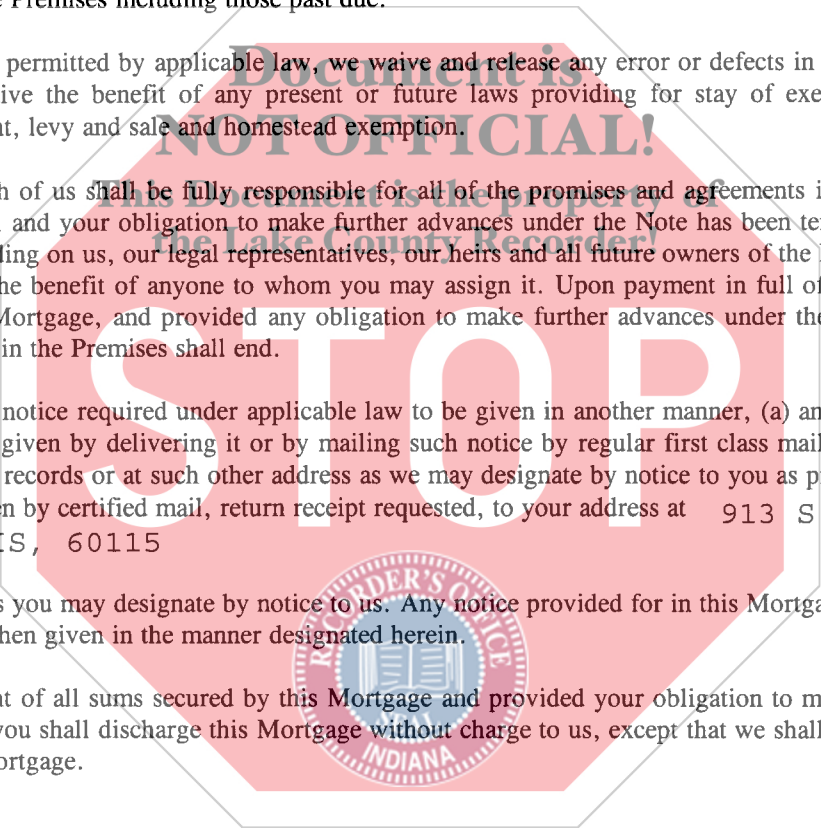 Premises including those past due.
permitted by applicable law, we waive and release any error or defects in
ive the benefit of any present or future laws providing for stay of exe
nt, levy and sale and homestead exemption.
h of us shall be fully responsible for all of the promises and agreements i
and your obligation to make further advances under the Note has been te
ling on us, our legal representatives, our heirs and all future owners of the
he benefit of anyone to whom you may assign it. Upon payment in full of
Mortgage, and provided any obligation to make further advances under the
in the Premises shall end.
notice required under applicable law to be given in another manner, (a) an
given by delivering it or by mailing such notice by regular first class mail
records or at such other address as we may designate by notice to you as p
en by certified mail, return receipt requested, to your address at 913 S
IS, 60115
s you may designate by notice to us. Any notice provided for in this Mortga
hen given in the manner designated herein.
nt of all sums secured by this Mortgage and provided your obligation to m
you shall discharge this Mortgage without charge to us, except that we shall
ortgage.
Document is
NOT OFFICIAL!
This Document is the property of
the Lake County Recorder!
STOP
RECORDER'S OFFICE
SEAL
INDIANA